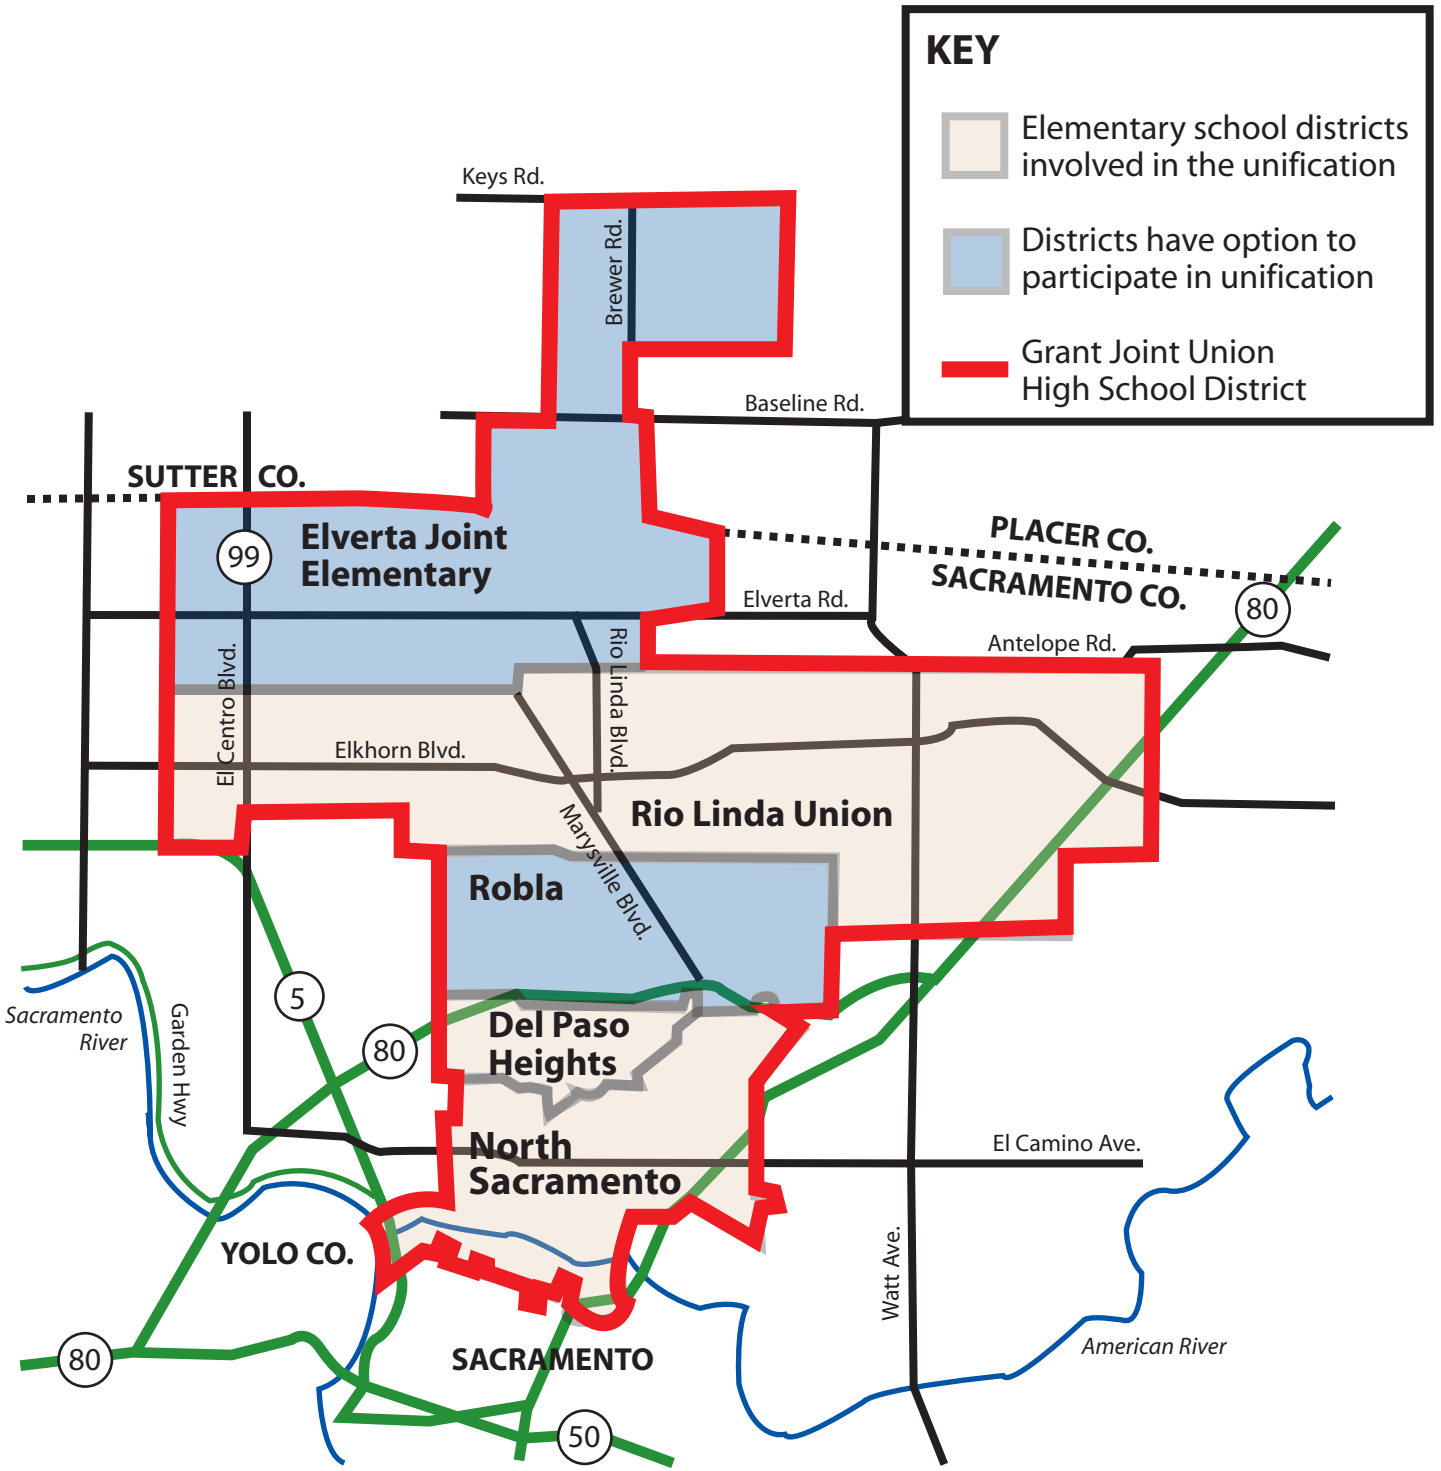 KEY
Elementary school districts
involved in the unification
Districts have option to
participate in unification
Grant Joint Union
High School District
Keys Rd.
Brewer Rd.
Baseline Rd.
SUTTER CO.
PLACER CO.
SACRAMENTO CO.
Elverta Joint
Elementary
99
80
Elverta Rd.
Antelope Rd.
Rio Linda Blvd.
El Centro Blvd.
Elkhorn Blvd.
Rio Linda Union
Marysville Blvd.
Robla
5
Sacramento
River
Garden Hwy
80
Del Paso
Heights
North
Sacramento
El Camino Ave.
YOLO CO.
Watt Ave.
American River
SACRAMENTO
80
50